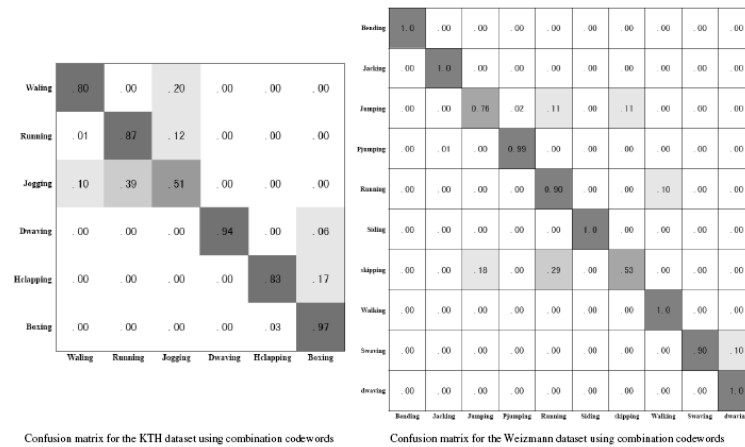 Waling .80 .00 .20 .00 .00 .00
Running .01 .87 .12 .00 .00 .00
Jogging .10 .39 .51 .00 .00 .00
Dwaving .00 .00 .00 .94 .00 .06
Hclapping .00 .00 .00 .00 .83 .17
Boxing .00 .00 .00 .00 .03 .97
Waling Running Jogging Dwaving Hclapping Boxing
Confusion matrix for the KTH dataset using combination codewords
Bending 1.0 .00 .00 .00 .00 .00 .00 .00 .00 .00
Jacking .00 1.0 .00 .00 .00 .00 .00 .00 .00 .00
Jumping .00 .00 0.76 .02 .11 .00 .11 .00 .00 .00
Pjumping .00 .01 .00 0.99 .00 .00 .00 .00 .00 .00
Running .00 .00 .00 .00 0.90 .00 .00 .10 .00 .00
Siding .00 .00 .00 .00 .00 1.0 .00 .00 .00 .00
skipping .00 .00 .18 .00 .29 .00 .53 .00 .00 .00
Walking .00 .00 .00 .00 .00 .00 .00 1.0 .00 .00
Swaving .00 .00 .00 .00 .00 .00 .00 .00 .90 .10
dwaving .00 .00 .00 .00 .00 .00 .00 .00 .00 1.0
Bending Jacking Jumping Pjumping Running Siding skipping Walking Swaving dwaving
Confusion matrix for the Weizmann dataset using combination codewords